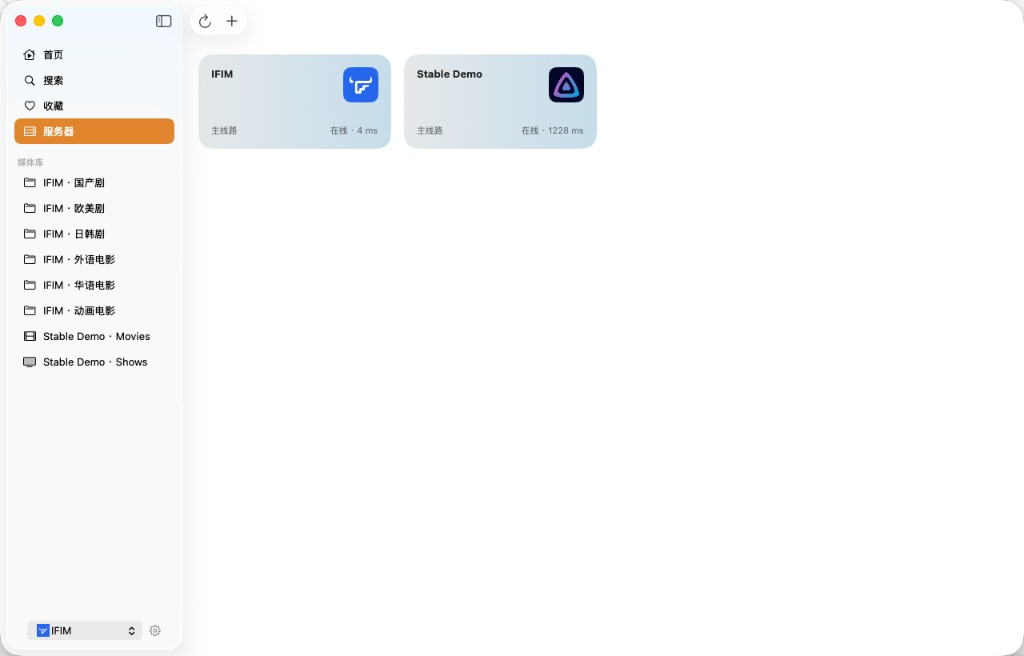 首页
搜索
收藏
服务器
媒体库
IFIM · 国产剧
IFIM · 欧美剧
IFIM · 日韩剧
IFIM · 外语电影
IFIM · 华语电影
IFIM · 动画电影
Stable Demo · Movies
Stable Demo · Shows
IFIM
IFIM
主线路 在线 · 4 ms
Stable Demo
主线路 在线 · 1228 ms